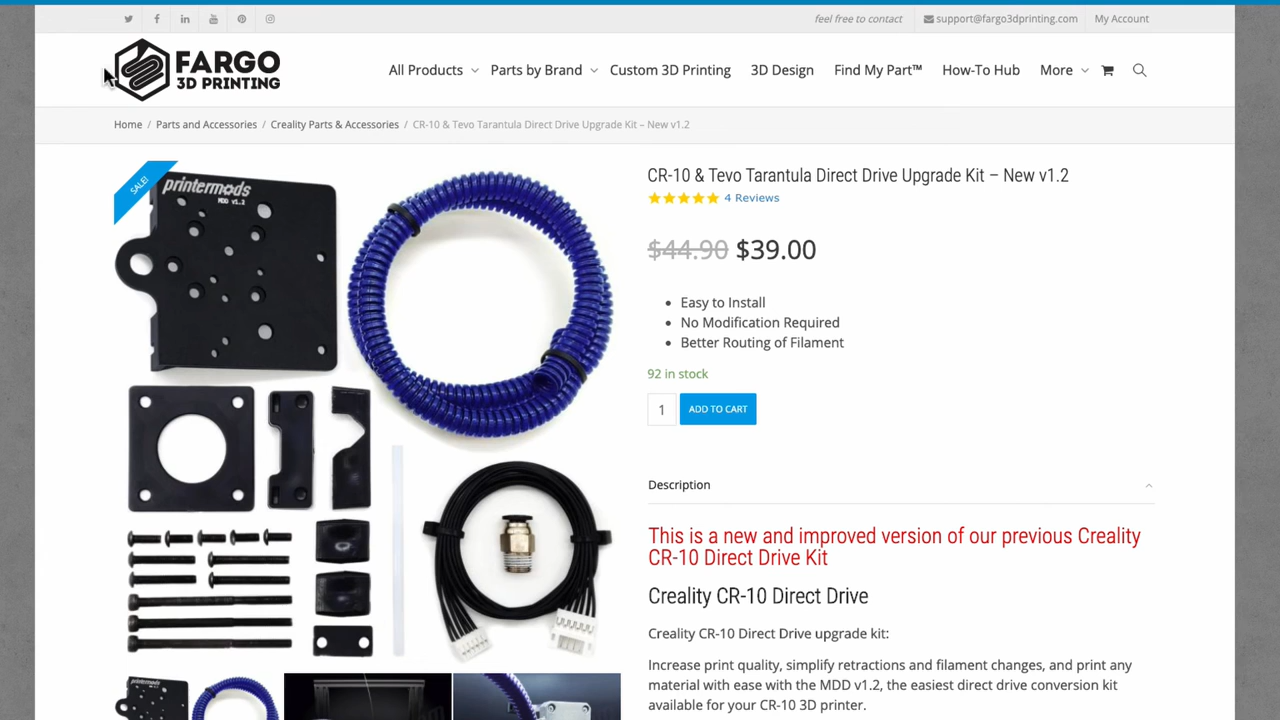 feel free to contact
support@fargo3dprinting.com
My Account
FARGO
3D PRINTING
All Products
Parts by Brand
Custom 3D Printing
3D Design
Find My Part™
How-To Hub
More
Home / Parts and Accessories / Creality Parts & Accessories / CR-10 & Tevo Tarantula Direct Drive Upgrade Kit – New v1.2
SALE!
printermods
MDD v1.2
CR-10 & Tevo Tarantula Direct Drive Upgrade Kit – New v1.2
4 Reviews
$44.90 $39.00
Easy to Install
No Modification Required
Better Routing of Filament
92 in stock
1
ADD TO CART
Description
This is a new and improved version of our previous Creality
CR-10 Direct Drive Kit
Creality CR-10 Direct Drive
Creality CR-10 Direct Drive upgrade kit:
Increase print quality, simplify retractions and filament changes, and print any
material with ease with the MDD v1.2, the easiest direct drive conversion kit
available for your CR-10 3D printer.
printermods